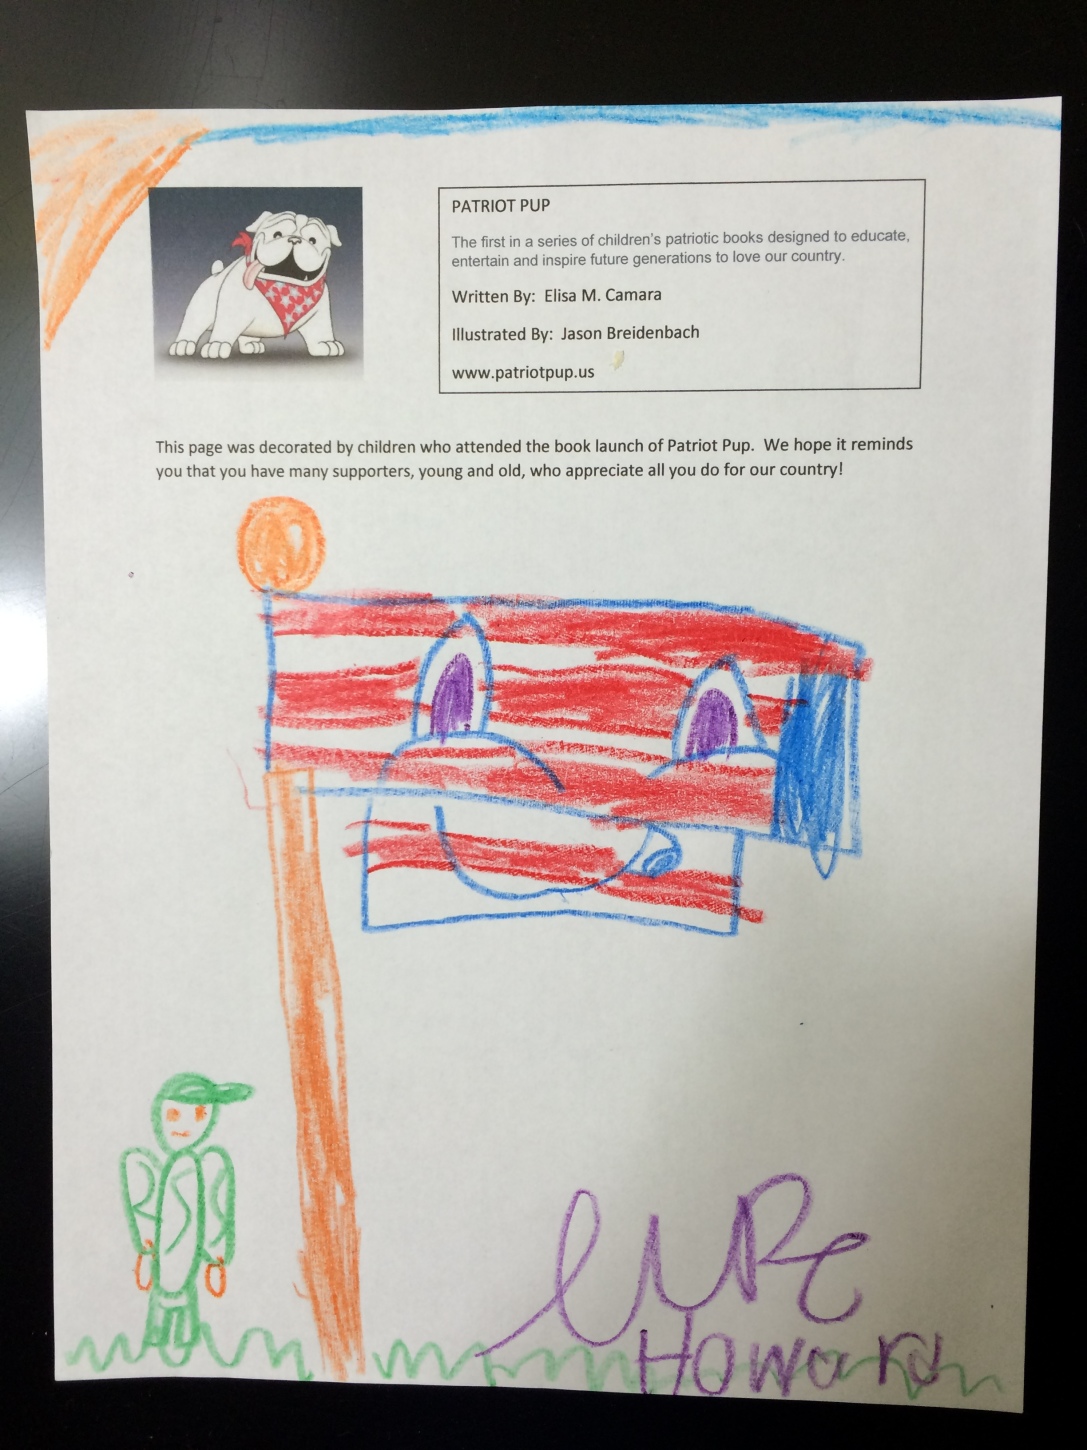 PATRIOT PUP
The first in a series of children's patriotic books designed to educate,
entertain and inspire future generations to love our country.
Written By: Elisa M. Camara
Illustrated By: Jason Breidenbach
www.patriotpup.us
This page was decorated by children who attended the book launch of Patriot Pup. We hope it reminds
you that you have many supporters, young and old, who appreciate all you do for our country!
Howard